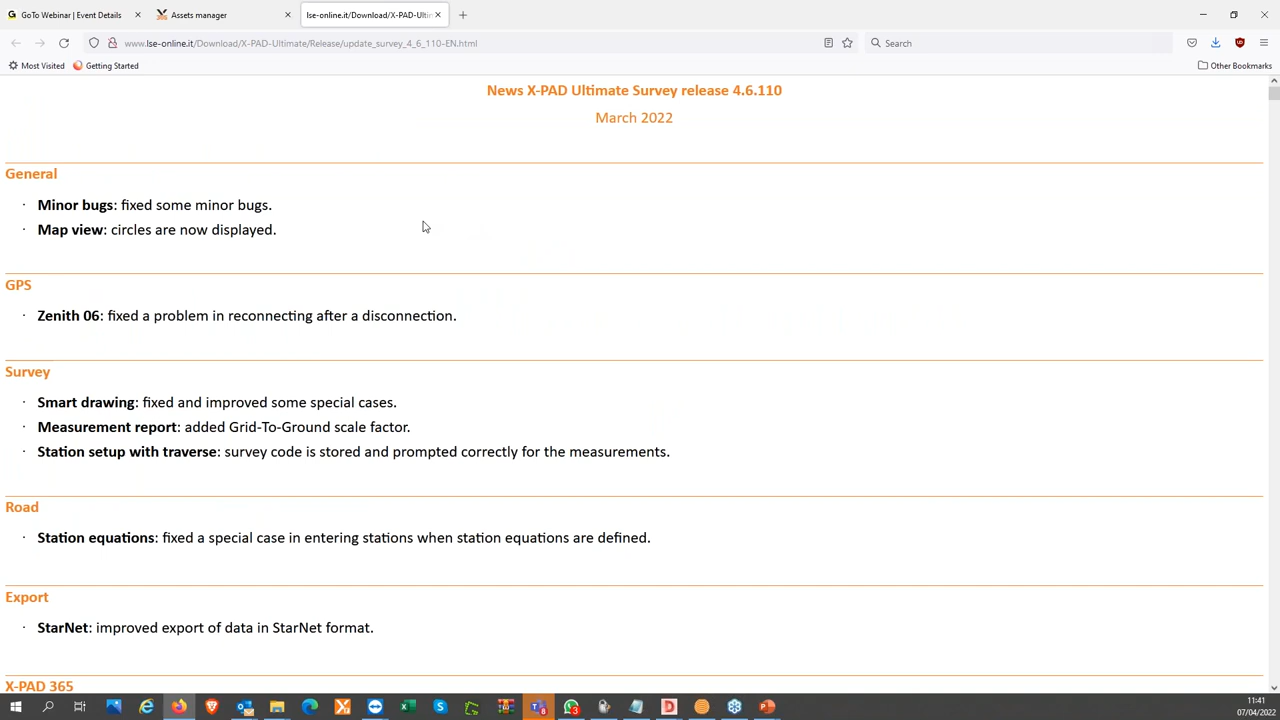 GoTo Webinar | Event Details
Assets manager
lse-online.it/Download/X-PAD-Ultim
www.lse-online.it/Download/X-PAD-Ultimate/Release/update_survey_4_6_110-EN.html
Search
Most Visited
Getting Started
Other Bookmarks
News X-PAD Ultimate Survey release 4.6.110
March 2022
General
· Minor bugs: fixed some minor bugs.
· Map view: circles are now displayed.
GPS
· Zenith 06: fixed a problem in reconnecting after a disconnection.
Survey
· Smart drawing: fixed and improved some special cases.
· Measurement report: added Grid-To-Ground scale factor.
· Station setup with traverse: survey code is stored and prompted correctly for the measurements.
Road
· Station equations: fixed a special case in entering stations when station equations are defined.
Export
· StarNet: improved export of data in StarNet format.
X-PAD 365
11:41
07/04/2022